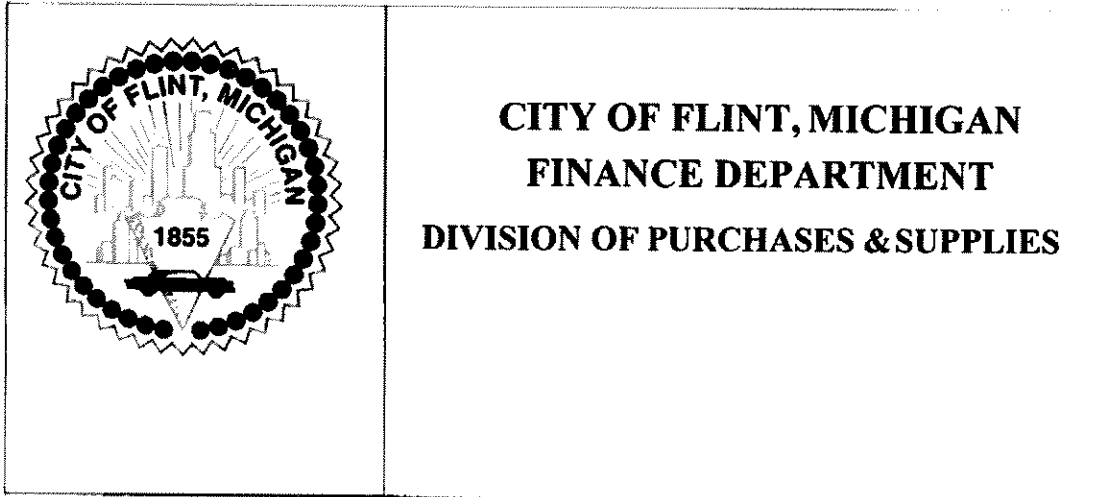 CITY OF FLINT, MICHIGAN
1855
CITY OF FLINT, MICHIGAN
FINANCE DEPARTMENT
DIVISION OF PURCHASES & SUPPLIES